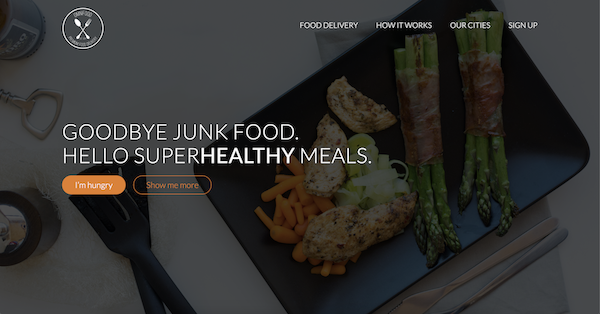 FOOD DELIVERY HOW IT WORKS OUR CITIES SIGN UP
GOODBYE JUNK FOOD.
HELLO SUPERHEALTHY MEALS.
I'm hungry Show me more